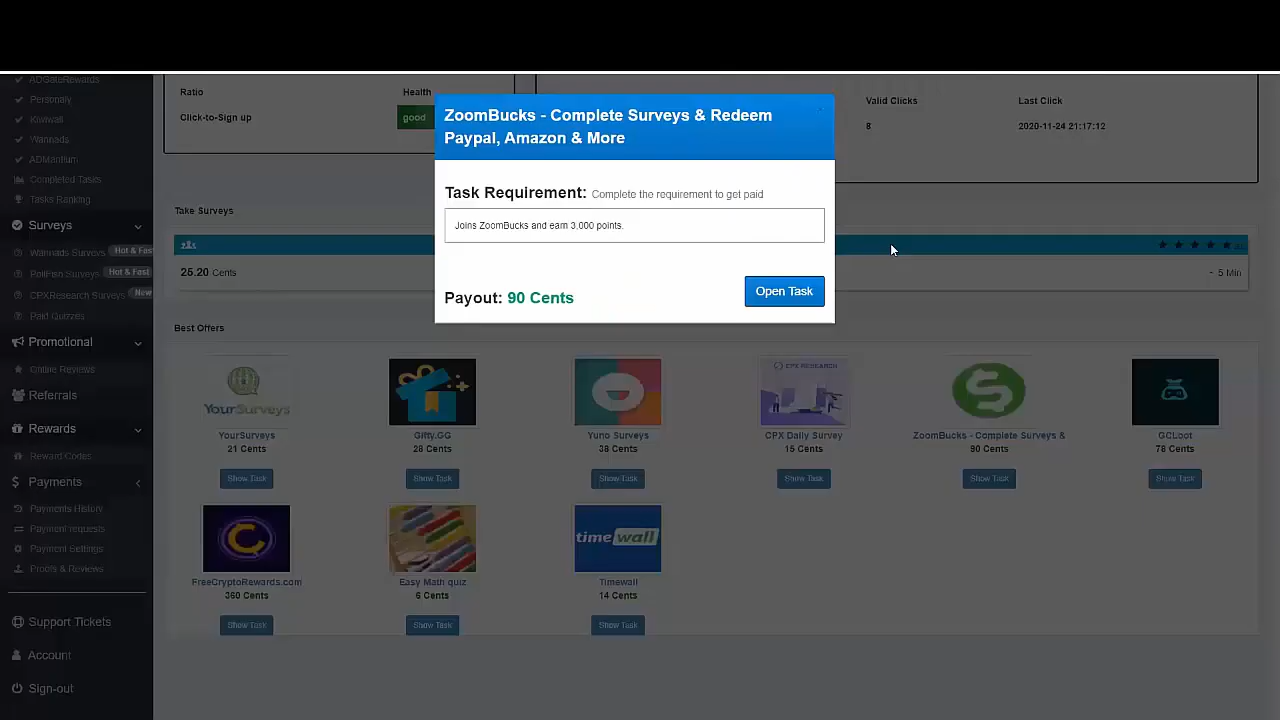 ADGateRewards
Personaly
Kiwiwall
Wannads
ADMantium
Completed Tasks
Tasks Ranking
Surveys
Wannads Surveys Hot & Fas
PollFish Surveys Hot & Fast
CPXResearch Surveys New
Paid Quizzes
Promotional
Online Reviews
Referrals
Rewards
Reward Codes
Payments
Payments History
Payment requests
Payment Settings
Proofs & Reviews
Support Tickets
Account
Sign-out
Ratio
Health
Click-to-Sign up
good
Valid Clicks
Last Click
8
2020-11-24 21:17:12
ZoomBucks - Complete Surveys & Redeem
Paypal, Amazon & More
Task Requirement: Complete the requirement to get paid
Joins ZoomBucks and earn 3,000 points.
Payout: 90 Cents
Open Task
Take Surveys
25.20 Cents
~ 5 Min
Best Offers
YourSurveys
CPX RESEARCH
YourSurveys
Gifty.GG
Yuno Surveys
CPX Daily Survey
ZoomBucks - Complete Surveys &
GCLoot
21 Cents
28 Cents
38 Cents
15 Cents
90 Cents
78 Cents
Show Task
Show Task
Show Task
Show Task
Show Task
Show Task
timewall
FreeCryptoRewards.com
Easy Math quiz
Timewall
360 Cents
6 Cents
14 Cents
Show Task
Show Task
Show Task